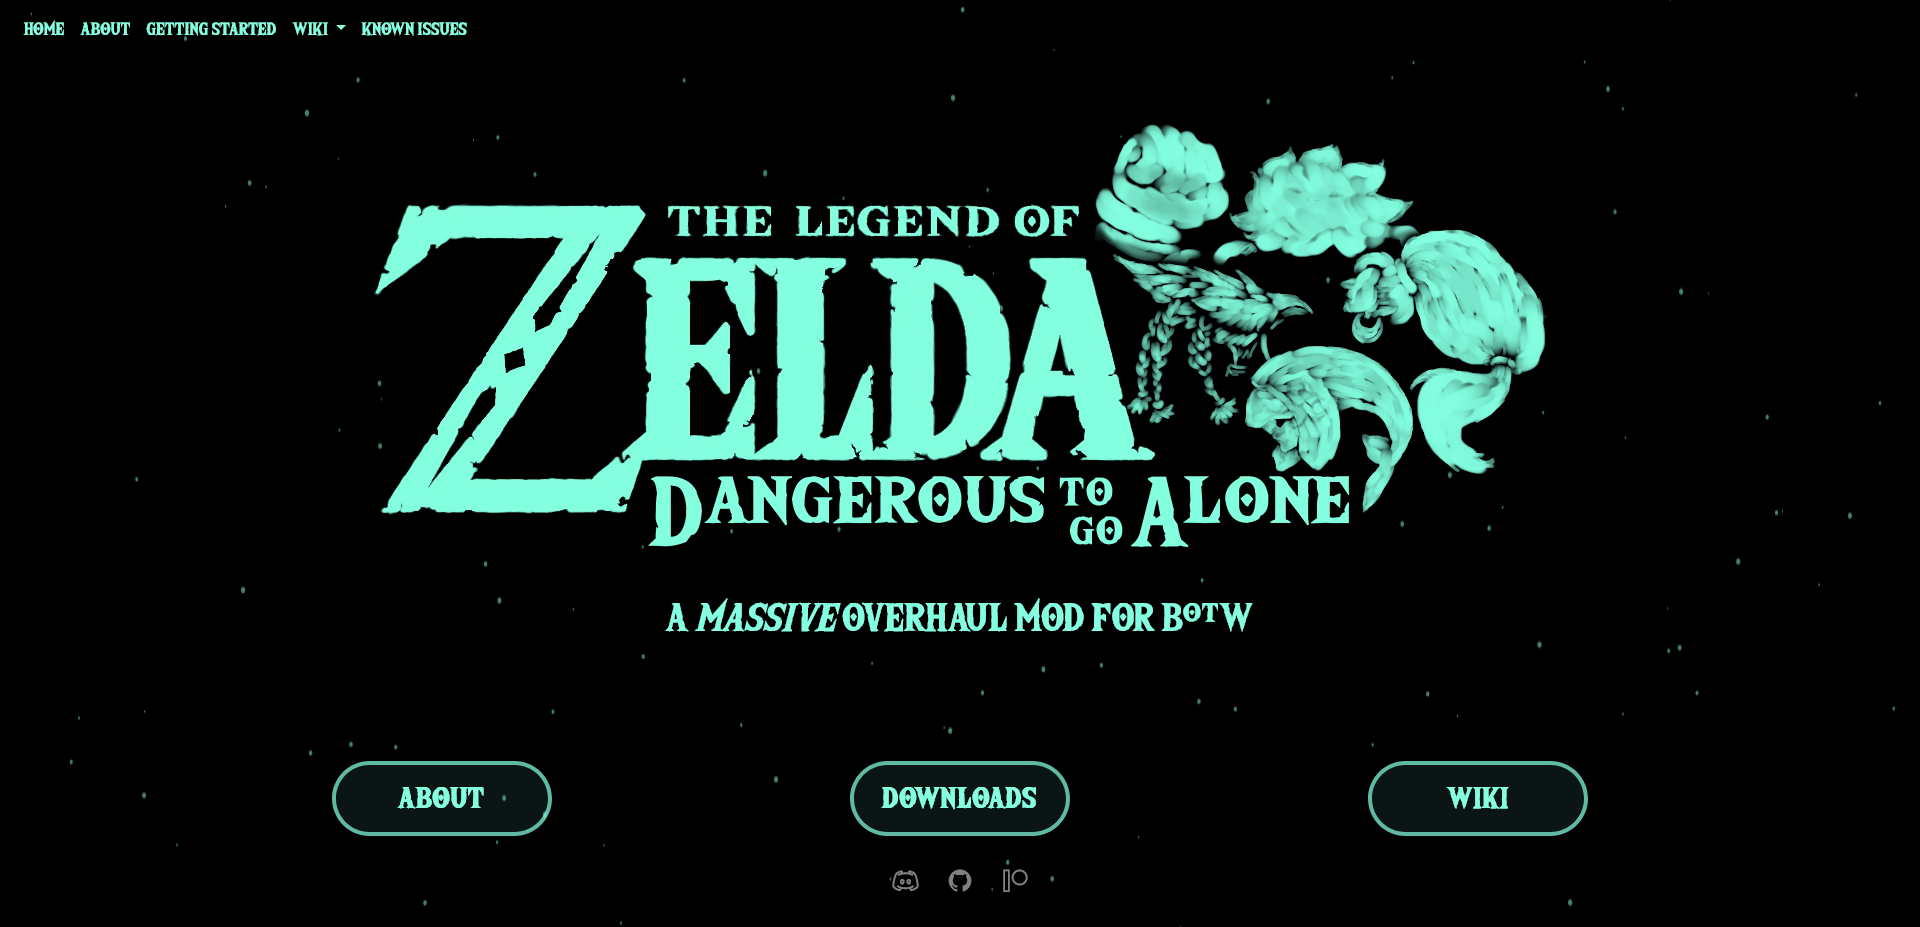 HOME ABOUT GETTING STARTED WIKI KNOWN ISSUES
THE LEGEND OF
ZELDA
DANGEROUS TO GO ALONE
A MASSIVE OVERHAUL MOD FOR BOTW
ABOUT DOWNLOADS WIKI